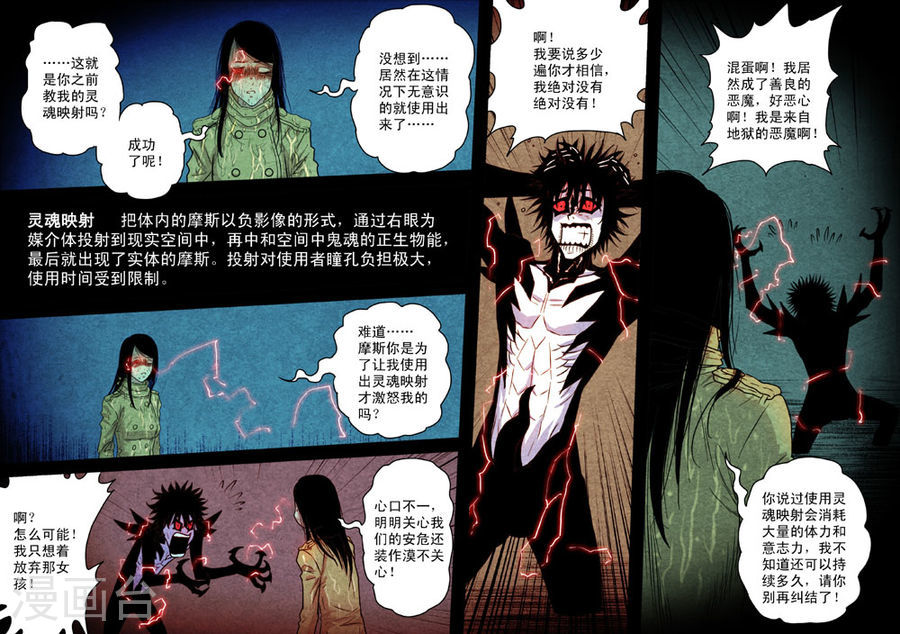 ……这就
是你之前
教我的灵
魂映射吗？
成功
了呢！
没想到……
居然在这情
况下无意识
的就使用出
来了……
灵魂映射 把体内的摩斯以负影像的形式，通过右眼为
媒介体投射到现实空间中，再中和空间中鬼魂的正生物能，
最后就出现了实体的摩斯。投射对使用者瞳孔负担极大，
使用时间受到限制。
难道……
摩斯你是为
了让我使用
出灵魂映射
才激怒我的
吗？
啊？
怎么可能！
我只想着
放弃那女
孩！
心口不一，
明明关心我
们的安危还
装作漠不
关心！
啊！
我要说多少
遍你才相信，
我绝对没有
绝对没有！
混蛋啊！我居
然成了善良的
恶魔，好恶心
啊！我是来自
地狱的恶魔啊！
你说过使用灵
魂映射会消耗
大量的体力和
意志力，我不
知道还可以持
续多久，请你
别再纠结了！
漫画台